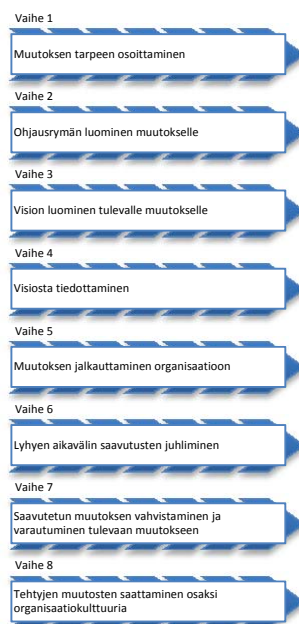 Vaihe 1
Muutoksen tarpeen osoittaminen
Vaihe 2
Ohjausrymän luominen muutokselle
Vaihe 3
Vision luominen tulevalle muutokselle
Vaihe 4
Visiosta tiedottaminen
Vaihe 5
Muutoksen jalkauttaminen organisaatioon
Vaihe 6
Lyhyen aikavälin saavutusten juhliminen
Vaihe 7
Saavutetun muutoksen vahvistaminen ja
varautuminen tulevaan muutokseen
Vaihe 8
Tehtyjen muutosten saattaminen osaksi
organisaatiokulttuuria